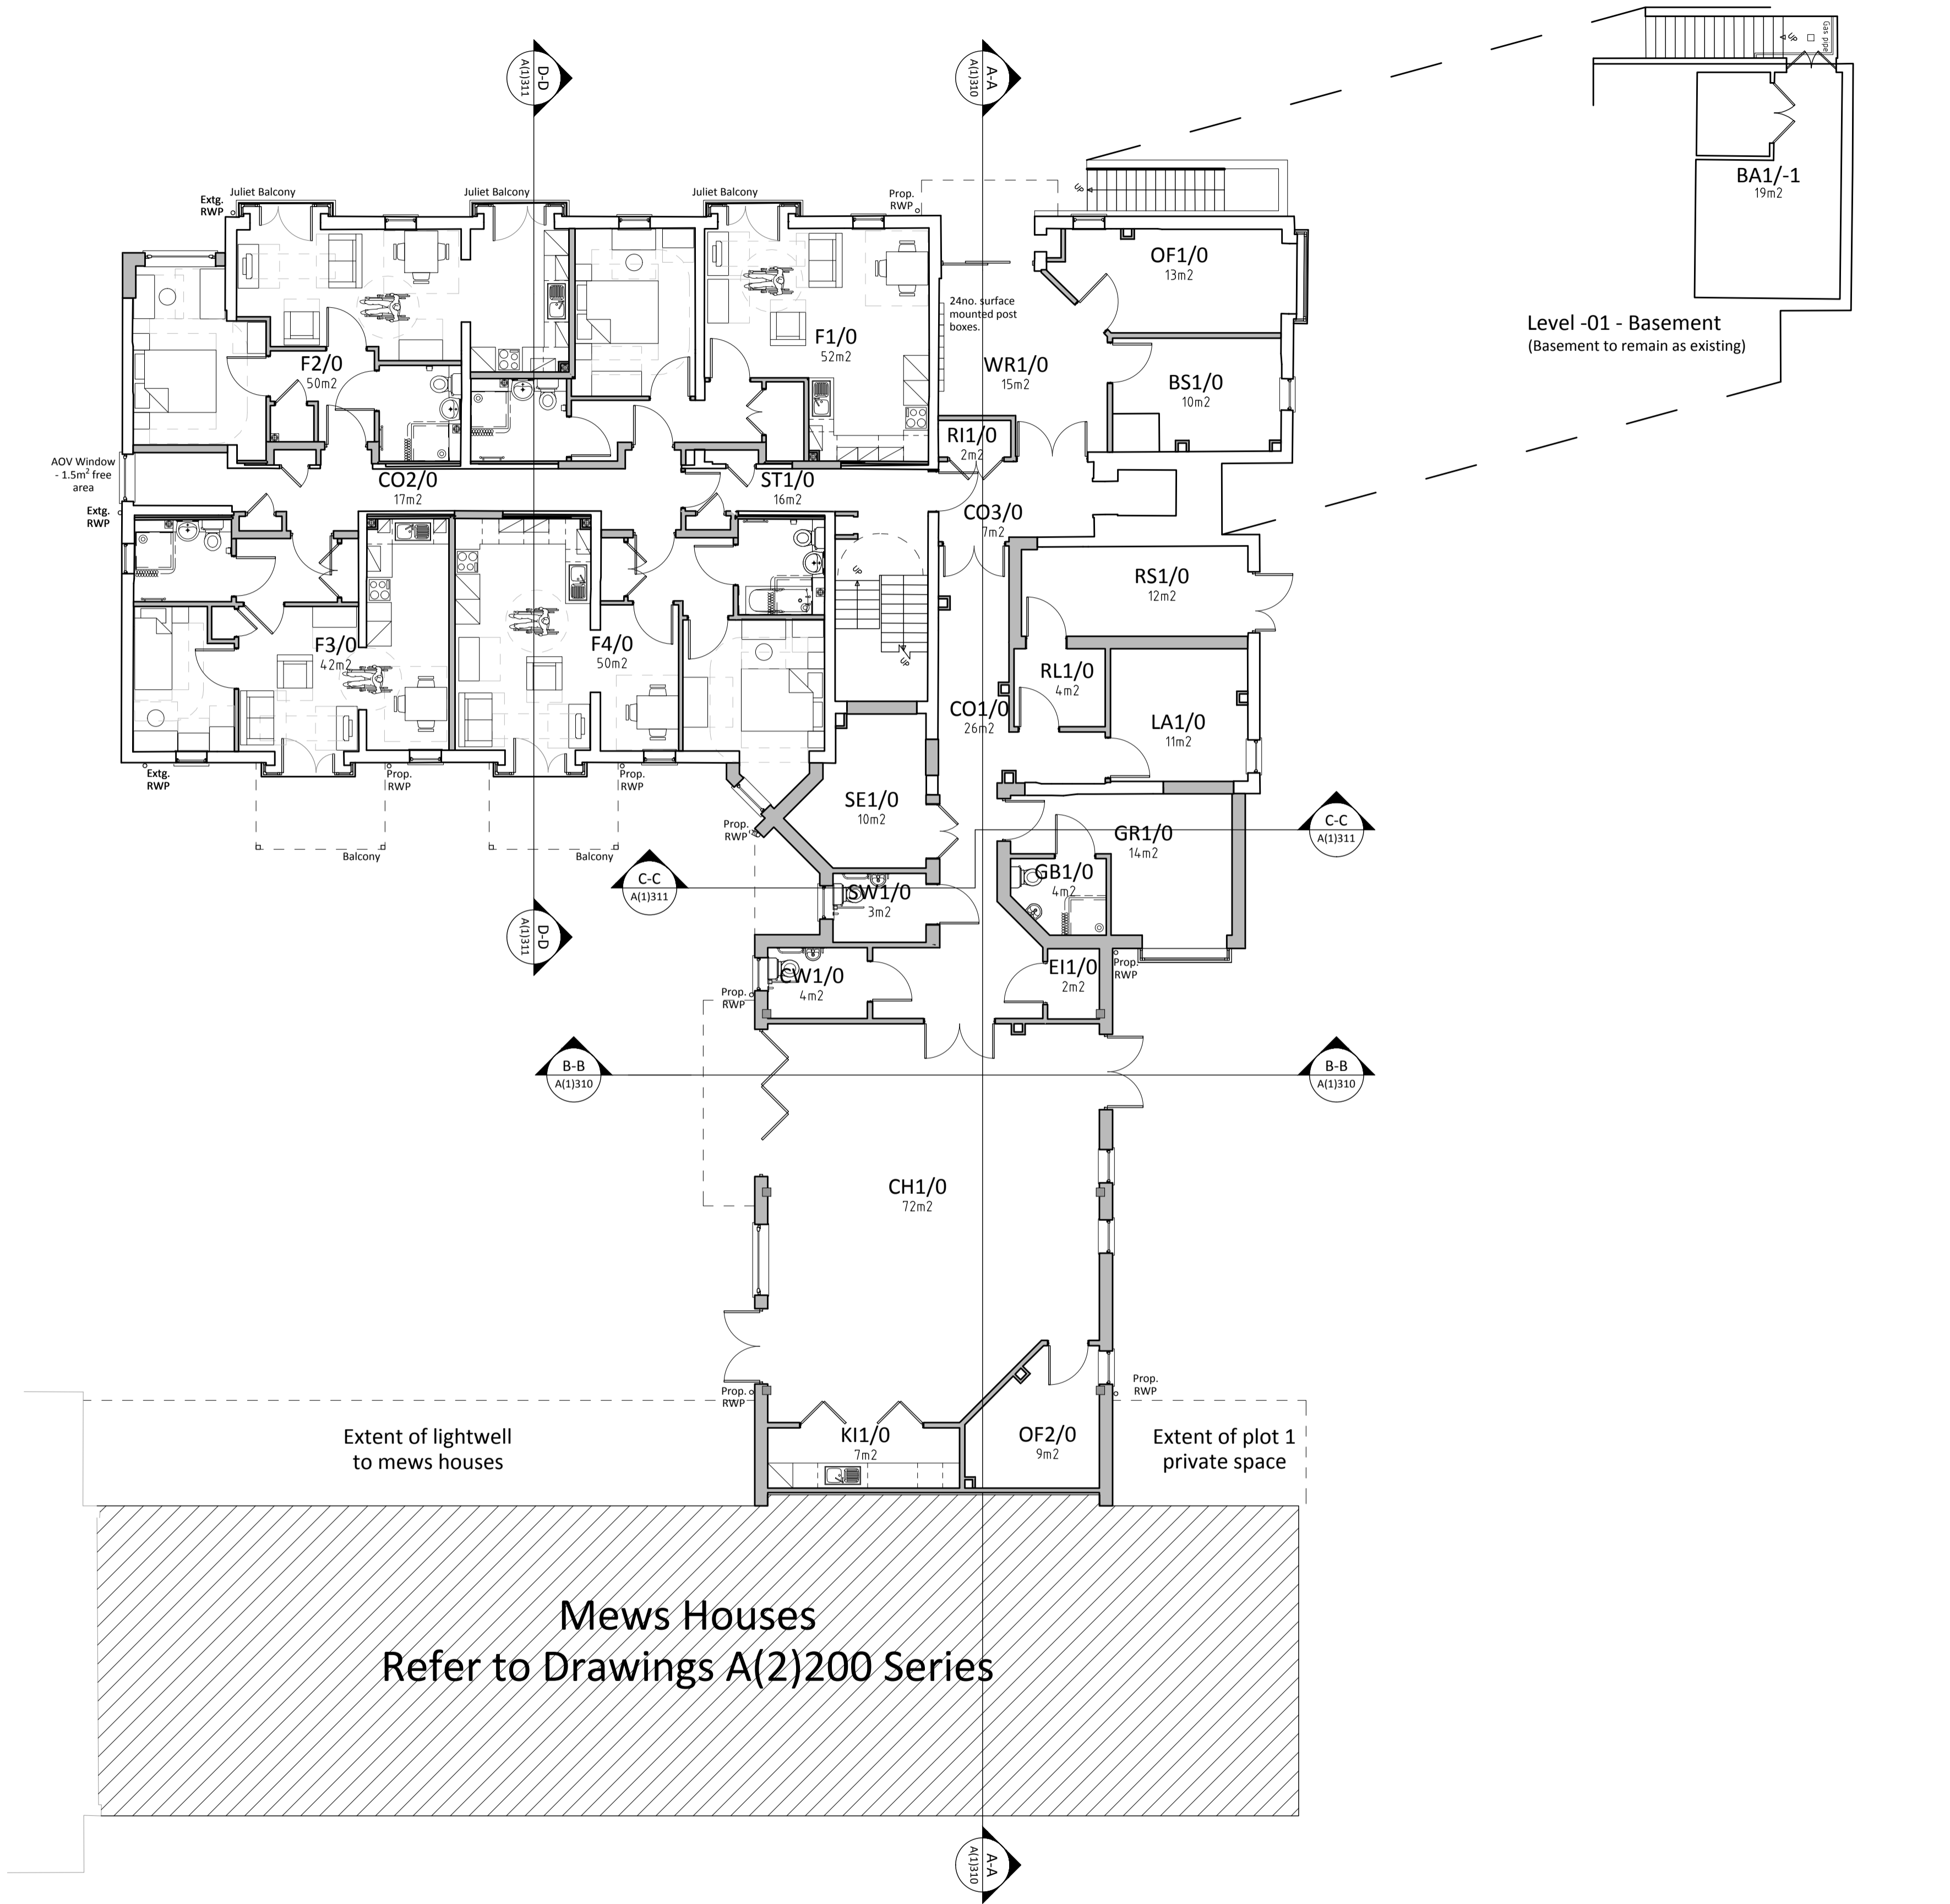 Gas pipe
UP
D-D
A(1)311
A-A
A(1)310
BA1/-1
19m2
Level -01 - Basement
(Basement to remain as existing)
Juliet Balcony
Juliet Balcony
Juliet Balcony
Extg.
RWP
Prop.
RWP
UP
OF1/0
13m2
24no. surface
mounted post
boxes.
F1/0
52m2
F2/0
50m2
WR1/0
15m2
BS1/0
10m2
RI1/0
2m2
AOV Window
- 1.5m² free
area
Extg.
RWP
CO2/0
17m2
ST1/0
16m2
CO3/0
7m2
UP
UP
RS1/0
12m2
F3/0
42m2
F4/0
50m2
RL1/0
4m2
CO1/0
26m2
LA1/0
11m2
Extg.
RWP
Prop.
RWP
Prop.
RWP
Balcony
Balcony
Prop.
RWP
SE1/0
10m2
GR1/0
14m2
C-C
A(1)311
C-C
A(1)311
GB1/0
4m2
SW1/0
3m2
D-D
A(1)311
CW1/0
4m2
EI1/0
2m2
Prop.
RWP
Prop.
RWP
B-B
A(1)310
B-B
A(1)310
CH1/0
72m2
Prop.
RWP
Prop.
RWP
Extent of lightwell
to mews houses
KI1/0
7m2
OF2/0
9m2
Extent of plot 1
private space
Mews Houses
Refer to Drawings A(2)200 Series
A-A
A(1)310